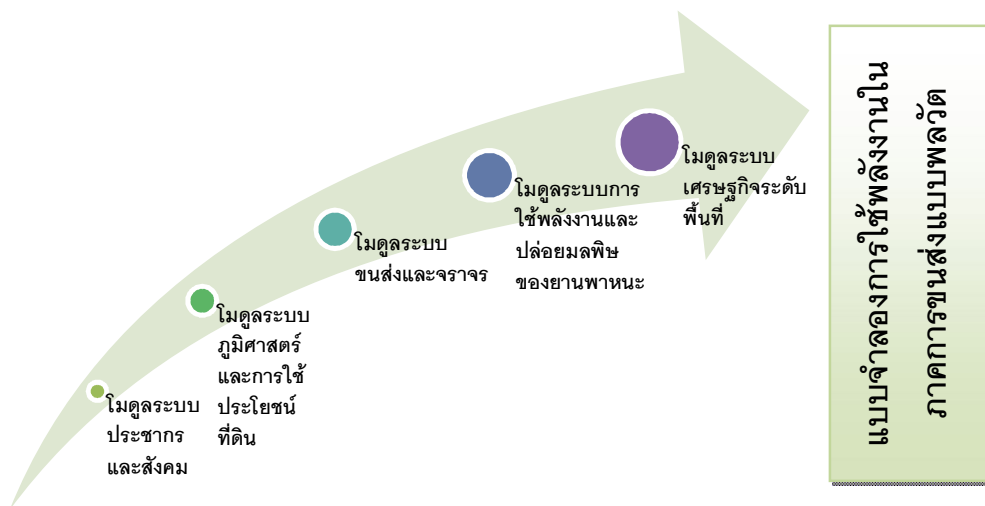 โมดูลระบบ
ประชากร
และสังคม
โมดูลระบบ
ภูมิศาสตร์
และการใช้
ประโยชน์
ที่ดิน
โมดูลระบบ
ขนส่งและจราจร
โมดูลระบบการ
ใช้พลังงานและ
ปล่อยมลพิษ
ของยานพาหนะ
โมดูลระบบ
เศรษฐกิจระดับ
พื้นที่
แบบจำลองการใช้พลังงานใน
ภาคการขนส่งแบบพลวัต